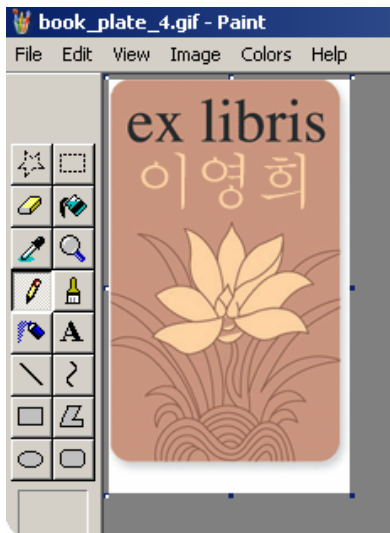 book_plate_4.gif - Paint
File Edit View Image Colors Help
ex libris
이영희
A